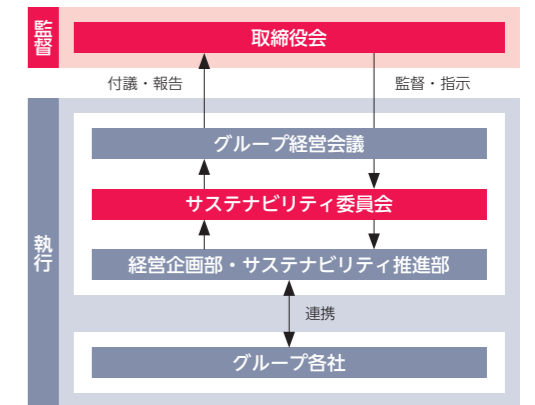 監督
取締役会
付議・報告
監督・指示
執行
グループ経営会議
サステナビリティ委員会
経営企画部・サステナビリティ推進部
連携
グループ各社